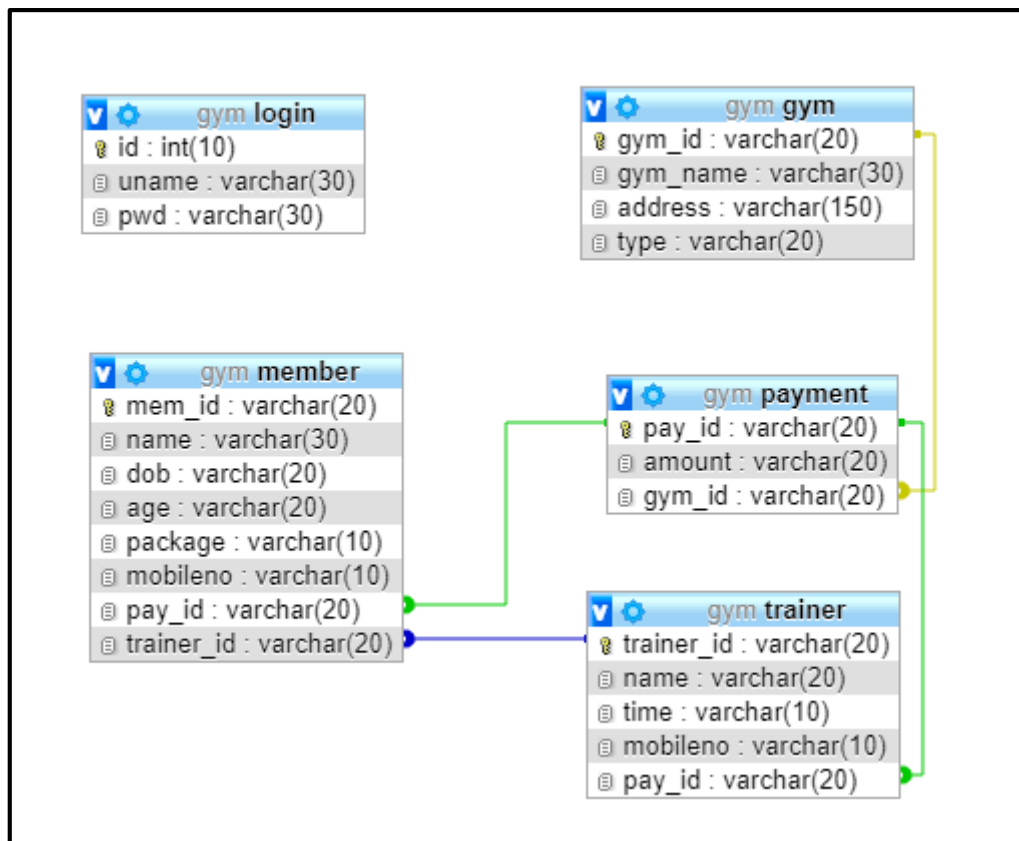 gym login
id : int(10)
uname : varchar(30)
pwd : varchar(30)
gym gym
gym_id : varchar(20)
gym_name : varchar(30)
address : varchar(150)
type : varchar(20)
gym member
mem_id : varchar(20)
name : varchar(30)
dob : varchar(20)
age : varchar(20)
package : varchar(10)
mobileno : varchar(10)
pay_id : varchar(20)
trainer_id : varchar(20)
gym payment
pay_id : varchar(20)
amount : varchar(20)
gym_id : varchar(20)
gym trainer
trainer_id : varchar(20)
name : varchar(20)
time : varchar(10)
mobileno : varchar(10)
pay_id : varchar(20)